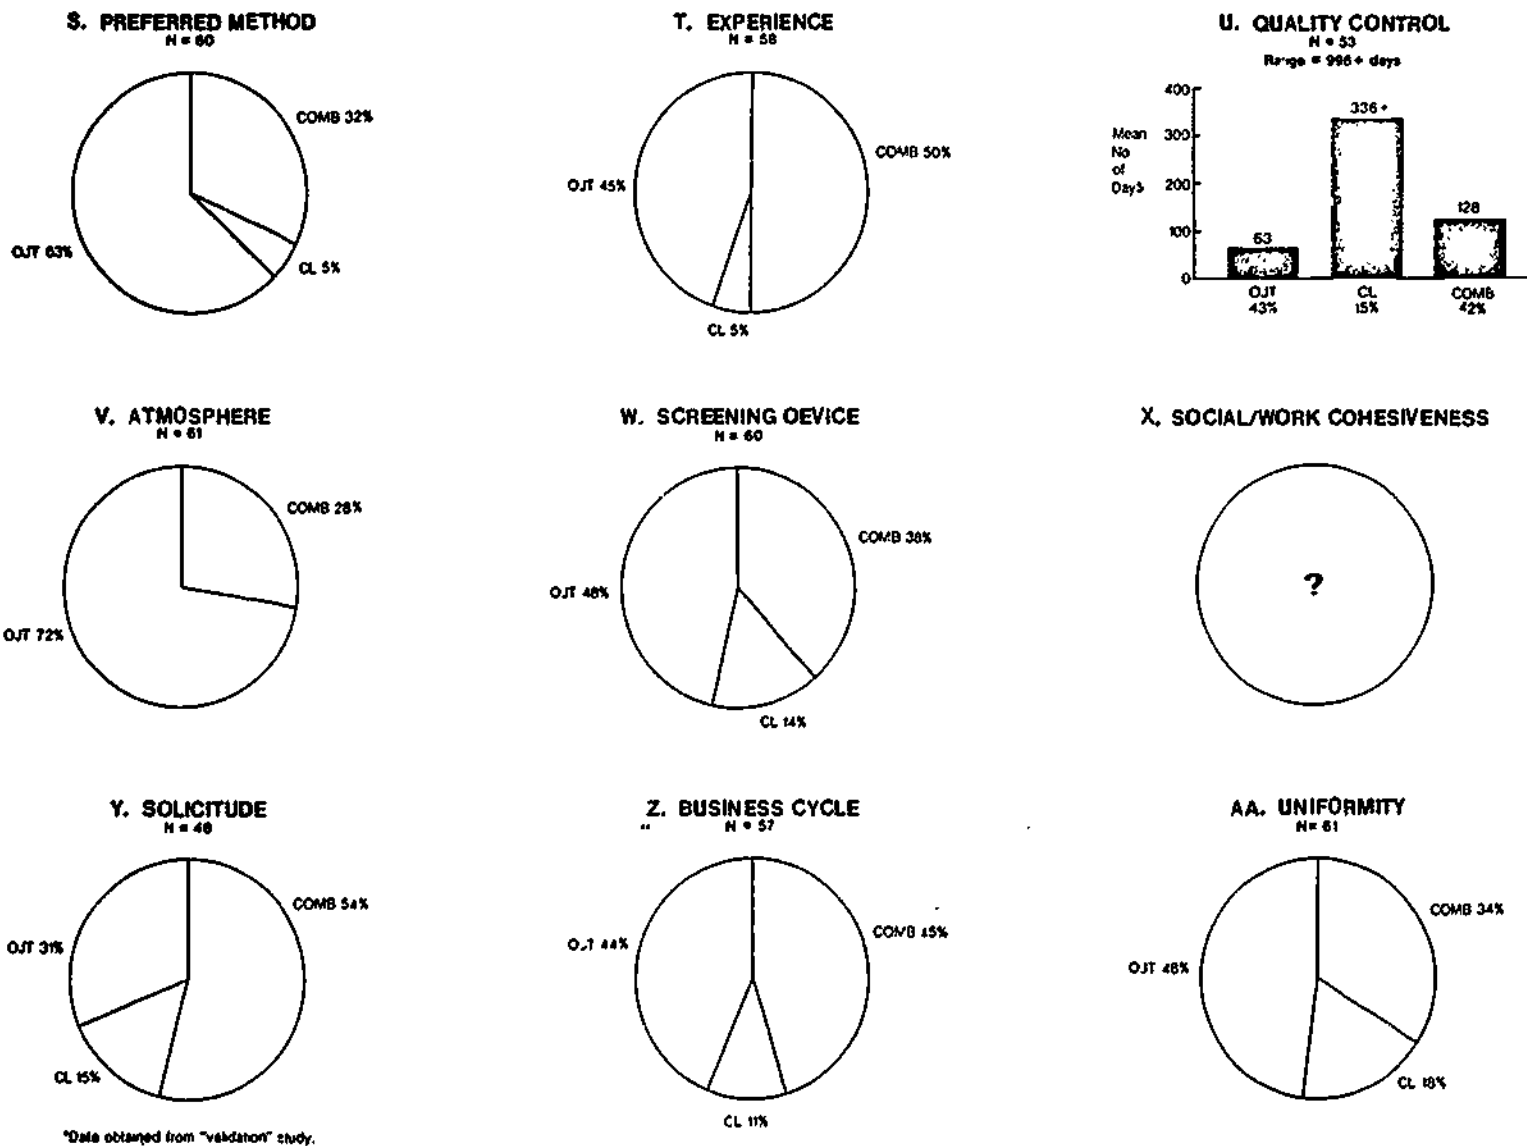 S. PREFERRED METHOD
N = 60
COMB 32%
OJT 63%
CL 5%
T. EXPERIENCE
N = 58
COMB 50%
OJT 45%
CL 5%
U. QUALITY CONTROL
N = 53
Range = 996+ days
Mean
No
of
Days
400
300
200
100
0
63
336+
128
OJT
43%
CL
15%
COMB
42%
V. ATMOSPHERE
N = 61
COMB 28%
OJT 72%
W. SCREENING DEVICE
N = 60
COMB 38%
OJT 48%
CL 14%
X. SOCIAL/WORK COHESIVENESS
?
Y. SOLICITUDE
N = 48
COMB 54%
OJT 31%
CL 15%
Z. BUSINESS CYCLE
N = 57
COMB 45%
OJT 44%
CL 11%
AA. UNIFORMITY
N = 61
COMB 34%
OJT 48%
CL 18%
*Data obtained from "validation" study.